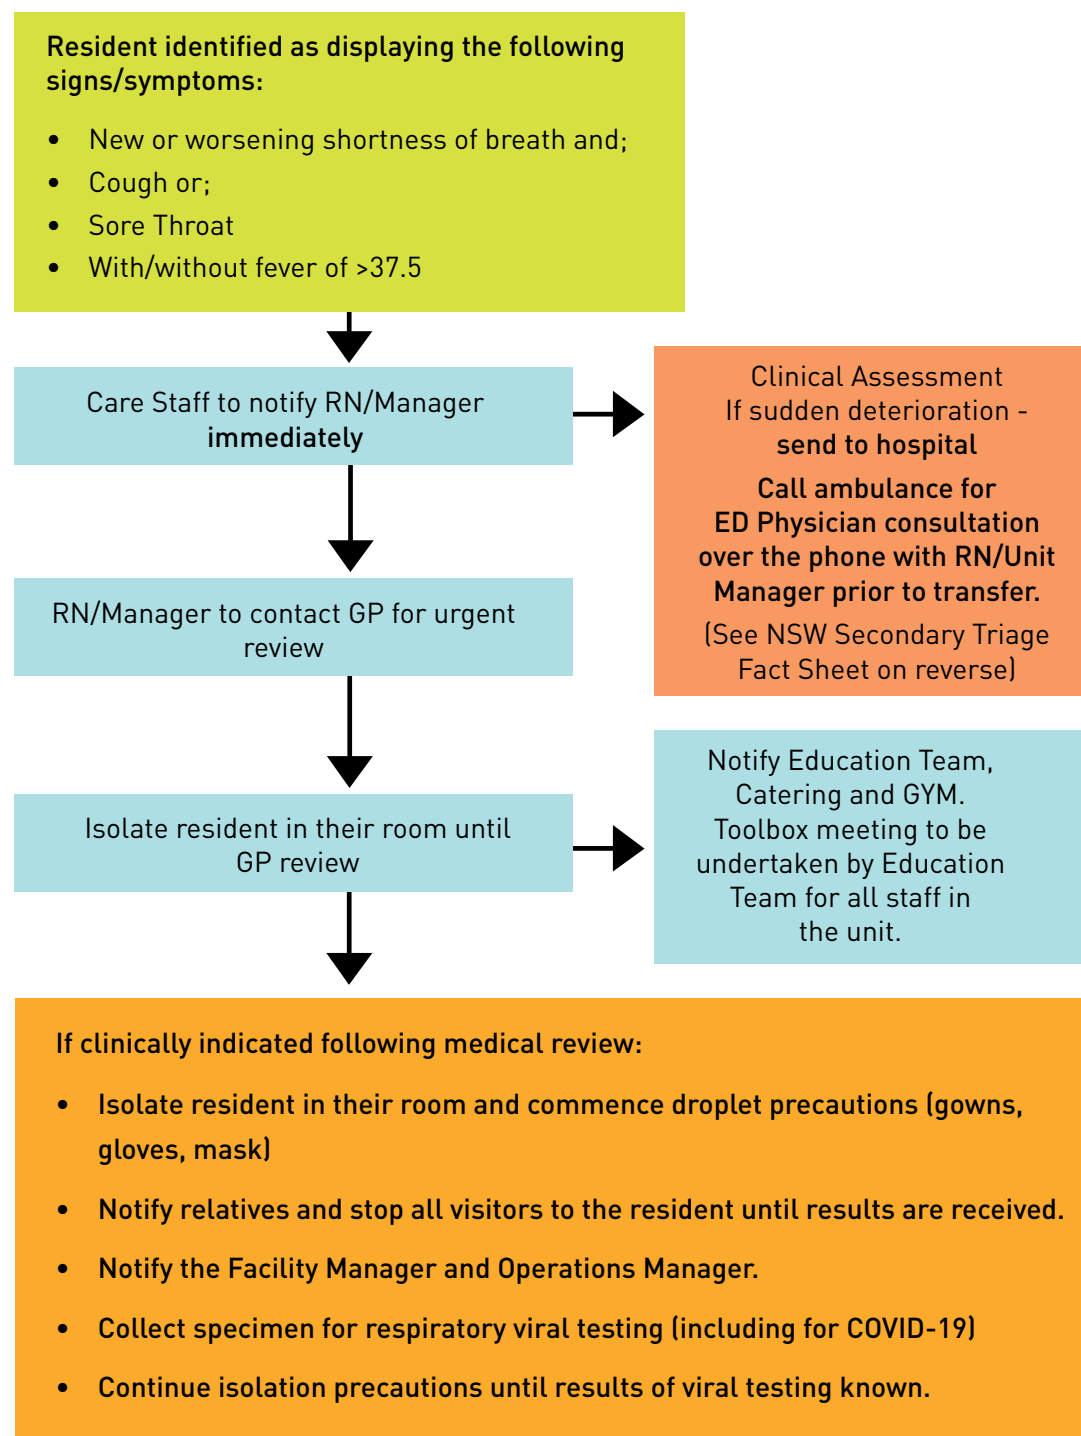 Resident identified as displaying the following
signs/symptoms:
• New or worsening shortness of breath and;
• Cough or;
• Sore Throat
• With/without fever of >37.5
Care Staff to notify RN/Manager
immediately
Clinical Assessment
If sudden deterioration -
send to hospital
Call ambulance for
ED Physician consultation
over the phone with RN/Unit
Manager prior to transfer.
(See NSW Secondary Triage
Fact Sheet on reverse)
RN/Manager to contact GP for urgent
review
Isolate resident in their room until
GP review
Notify Education Team,
Catering and GYM.
Toolbox meeting to be
undertaken by Education
Team for all staff in
the unit.
If clinically indicated following medical review:
• Isolate resident in their room and commence droplet precautions (gowns,
gloves, mask)
• Notify relatives and stop all visitors to the resident until results are received.
• Notify the Facility Manager and Operations Manager.
• Collect specimen for respiratory viral testing (including for COVID-19)
• Continue isolation precautions until results of viral testing known.